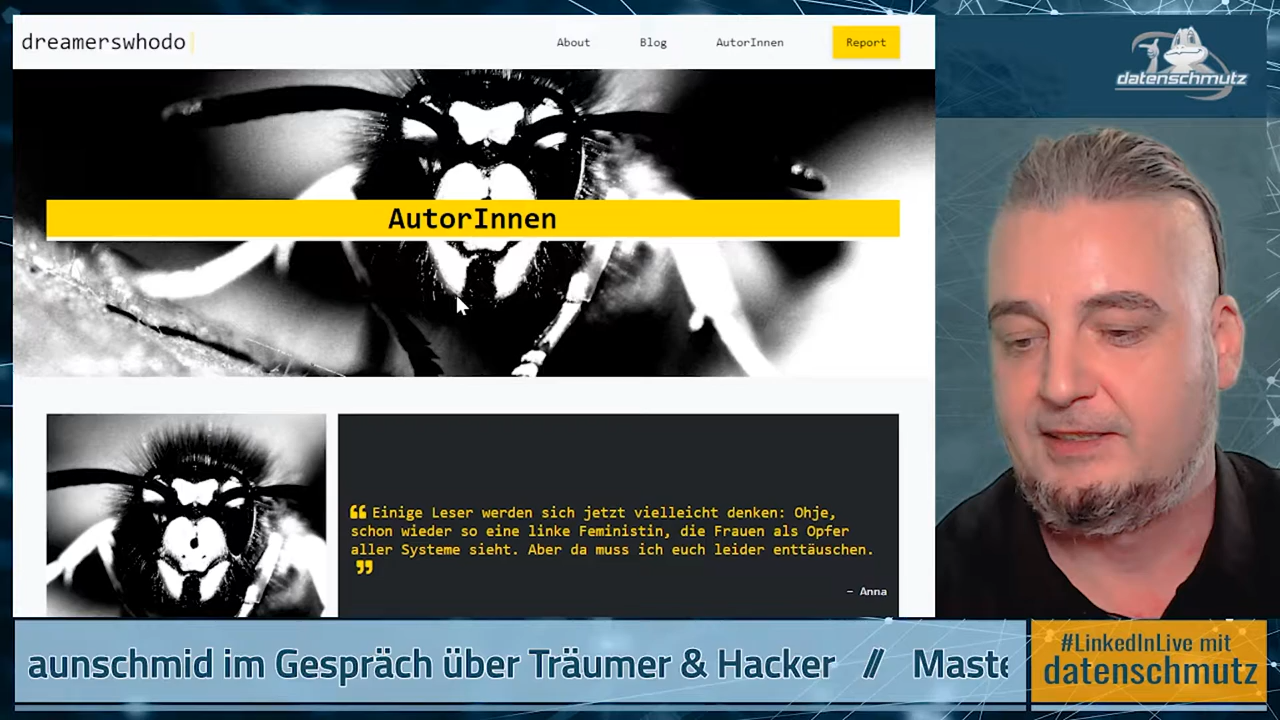 dreamerswhodo
About
Blog
AutorInnen
Report
datenschmutz
AutorInnen
❝ Einige Leser werden sich jetzt vielleicht denken: Ohje,
schon wieder so eine linke Feministin, die Frauen als Opfer
aller Systeme sieht. Aber da muss ich euch leider enttäuschen.
❞
– Anna
aunschmid im Gespräch über Träumer & Hacker // Maste
#LinkedInLive mit
datenschmutz